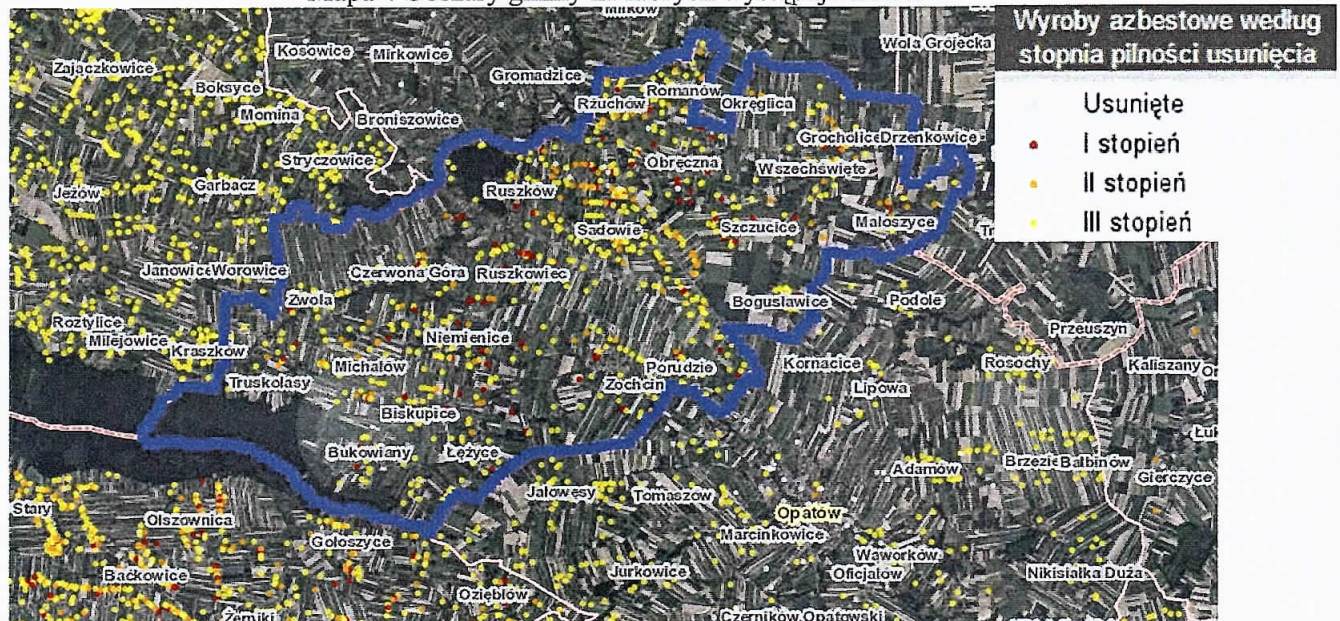 Wyroby azbestowe według
stopnia pilności usunięcia
Usunięte
I stopień
II stopień
III stopień
Kosowice
Mirkowice
Wola Grójecka
Zajączkowice
Gromadzice
Boksyce
Romanów
Rżuchów
Okręglica
Momina
Broniszowice
Grocholice
Drzenkowice
Stryczowice
Obręczna
Wszechświęte
Garbacz
Jeżów
Ruszków
Sadowie
Szczucice
Małoszyce
Janowice
Worowice
Czerwona Góra
Ruszkowiec
Zwola
Bogusławice
Podole
Roztylice
Milejowice
Kraszków
Niemienice
Przeuszyn
Michałów
Porudzie
Kornacice
Rosochy
Kaliszany
Truskolasy
Zochcin
Lipowa
Biskupice
Bukowiany
Łężyce
Adamów
Brzezie
Balbinów
Gierczyce
Stary
Olszownica
Jałowęsy
Tomaszów
Opatów
Gołoszyce
Marcinkowice
Baćkowice
Jurkowice
Waworków
Oficjałów
Nikisiałka Duża
Oziębłów
Żerniki
Czerników Opatowski